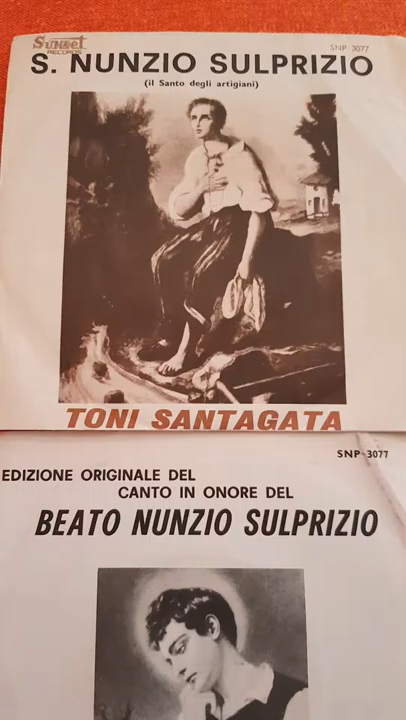 Sunset
RECORDS
SNP 3077
S. NUNZIO SULPRIZIO
(il Santo degli artigiani)
TONI SANTAGATA
SNP-3077
EDIZIONE ORIGINALE DEL
CANTO IN ONORE DEL
BEATO NUNZIO SULPRIZIO